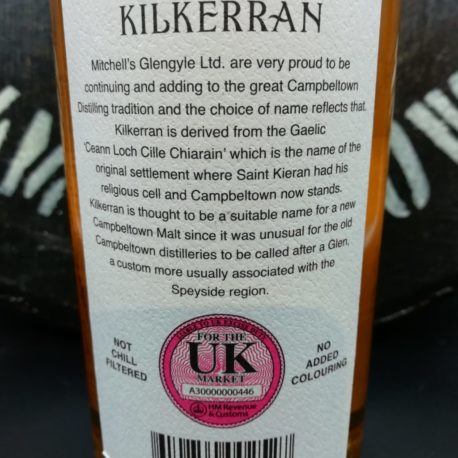 KILKERRAN
Mitchell's Glengyle Ltd. are very proud to be
continuing and adding to the great Campbeltown
Distilling tradition and the choice of name reflects that.
Kilkerran is derived from the Gaelic
'Ceann Loch Cille Chiarain' which is the name of the
original settlement where Saint Kieran had his
religious cell and Campbeltown now stands.
Kilkerran is thought to be a suitable name for a new
Campbeltown Malt since it was unusual for the old
Campbeltown distilleries to be called after a Glen,
a custom more usually associated with the
Speyside region.
NOT
CHILL
FILTERED
LIABLE TO UK EXCISE DUTY
FOR THE
UK
MARKET
A30000000446
HM Revenue
& Customs
NO
ADDED
COLOURING